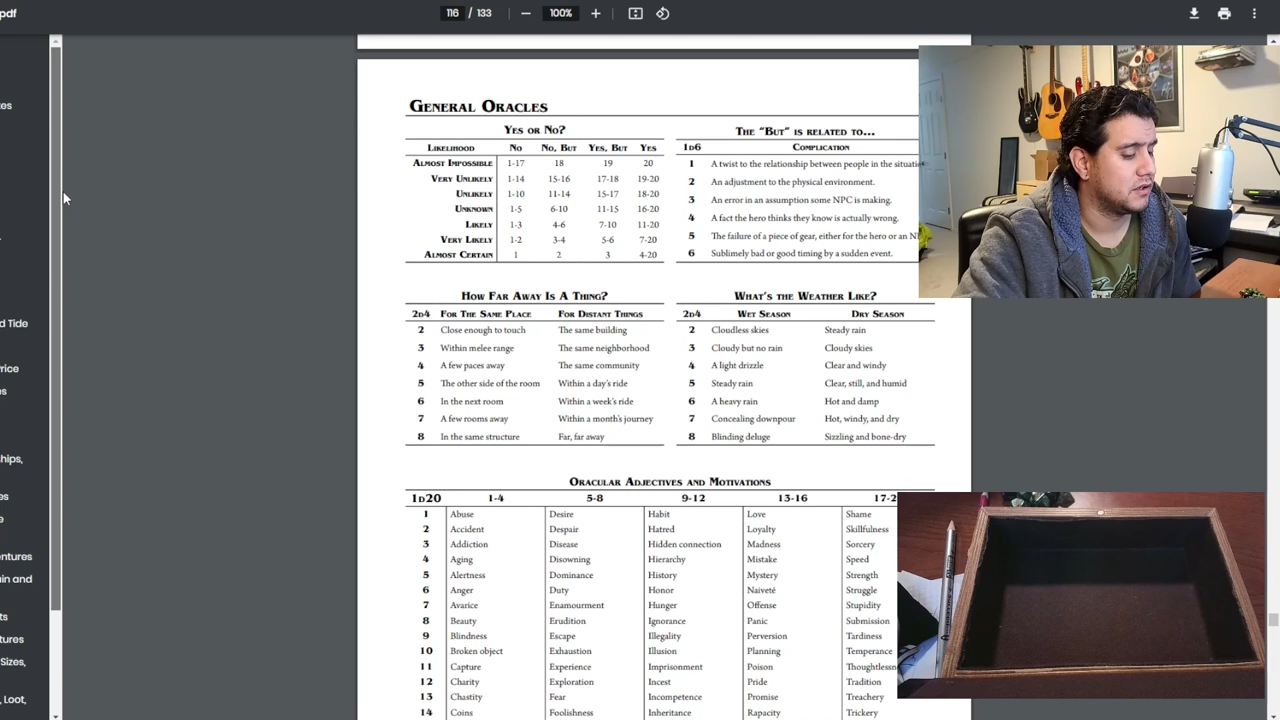 pdf
116 / 133
100%
tes
d Tide
rice
es
hips,
es
e
entures
in and
ts
tures
Sizes,
Loot,
GENERAL ORACLES
YES OR NO?
LIKELIHOOD NO NO, BUT YES, BUT YES
ALMOST IMPOSSIBLE 1-17 18 19 20
VERY UNLIKELY 1-14 15-16 17-18 19-20
UNLIKELY 1-10 11-14 15-17 18-20
UNKNOWN 1-5 6-10 11-15 16-20
LIKELY 1-3 4-6 7-10 11-20
VERY LIKELY 1-2 3-4 5-6 7-20
ALMOST CERTAIN 1 2 3 4-20
THE "BUT" IS RELATED TO...
1D6 COMPLICATION
1 A twist to the relationship between people in the situati
2 An adjustment to the physical environment.
3 An error in an assumption some NPC is making.
4 A fact the hero thinks they know is actually wrong.
5 The failure of a piece of gear, either for the hero or an N
6 Sublimely bad or good timing by a sudden event.
HOW FAR AWAY IS A THING?
2D4 FOR THE SAME PLACE FOR DISTANT THINGS
2 Close enough to touch The same building
3 Within melee range The same neighborhood
4 A few paces away The same community
5 The other side of the room Within a day's ride
6 In the next room Within a week's ride
7 A few rooms away Within a month's journey
8 In the same structure Far, far away
WHAT'S THE WEATHER LIKE?
2D4 WET SEASON DRY SEASON
2 Cloudless skies Steady rain
3 Cloudy but no rain Cloudy skies
4 A light drizzle Clear and windy
5 Steady rain Clear, still, and humid
6 A heavy rain Hot and damp
7 Concealing downpour Hot, windy, and dry
8 Blinding deluge Sizzling and bone-dry
ORACULAR ADJECTIVES AND MOTIVATIONS
1D20 1-4 5-8 9-12 13-16 17-2
1 Abuse Desire Habit Love Shame
2 Accident Despair Hatred Loyalty Skillfulness
3 Addiction Disease Hidden connection Madness Sorcery
4 Aging Disowning Hierarchy Mistake Speed
5 Alertness Dominance History Mystery Strength
6 Anger Duty Honor Naiveté Struggle
7 Avarice Enamourment Hunger Offense Stupidity
8 Beauty Erudition Ignorance Panic Submission
9 Blindness Escape Illegality Perversion Tardiness
10 Broken object Exhaustion Illusion Planning Temperance
11 Capture Experience Imprisonment Poison Thoughtlessn
12 Charity Exploration Incest Pride Tradition
13 Chastity Fear Incompetence Promise Treachery
14 Coins Foolishness Inheritance Rapacity Trickery